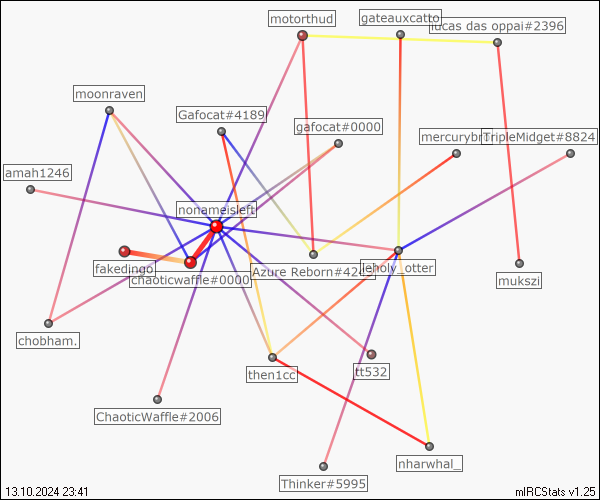 motorthud
gateauxcatto
lucas das oppai#2396
moonraven
Gafocat#4189
gafocat#0000
mercurybr
TripleMidget#8824
amah1246
nonameisleft
fakedingo
chaoticwaffle#0000
Azure Reborn#42
leholy_otter
mukszi
chobham.
then1cc
tt532
ChaoticWaffle#2006
nharwhal_
Thinker#5995
13.10.2024 23:41
mIRCStats v1.25